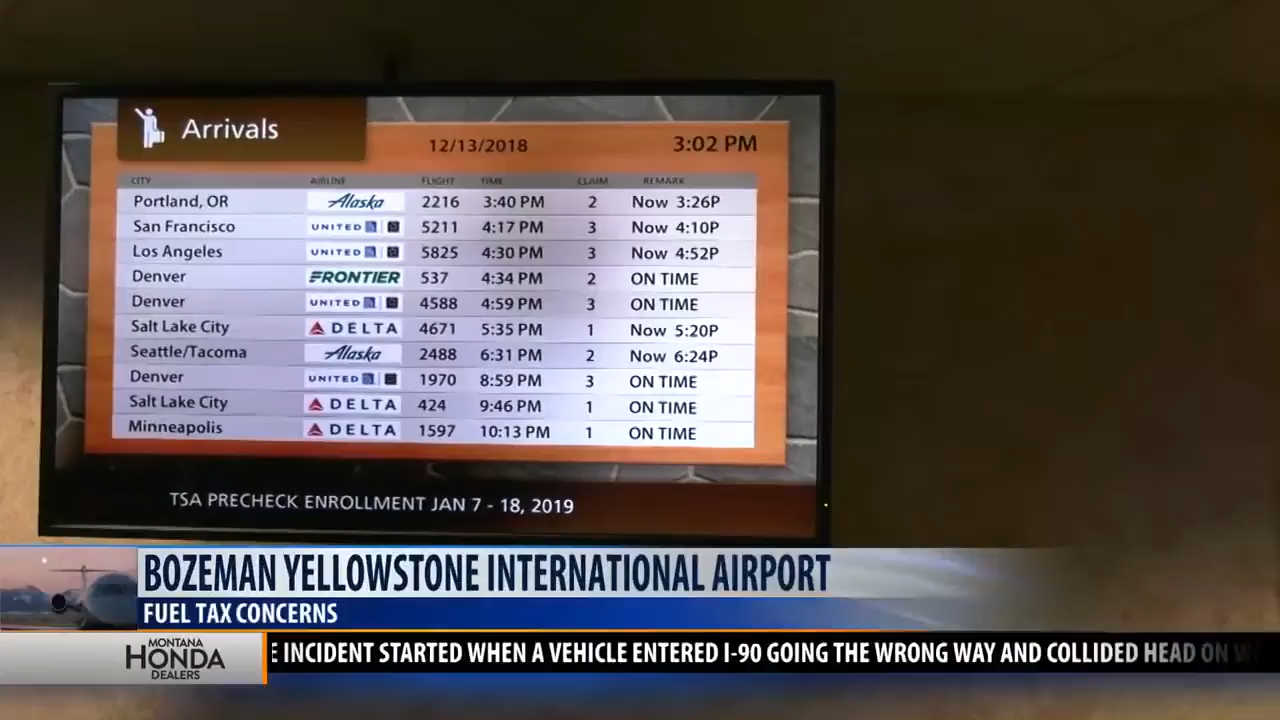 Arrivals
12/13/2018 3:02 PM
CITY AIRLINE FLIGHT TIME CLAIM REMARK
Portland, OR Alaska 2216 3:40 PM 2 Now 3:26P
San Francisco UNITED 5211 4:17 PM 3 Now 4:10P
Los Angeles UNITED 5825 4:30 PM 3 Now 4:52P
Denver FRONTIER 537 4:34 PM 2 ON TIME
Denver UNITED 4588 4:59 PM 3 ON TIME
Salt Lake City DELTA 4671 5:35 PM 1 Now 5:20P
Seattle/Tacoma Alaska 2488 6:31 PM 2 Now 6:24P
Denver UNITED 1970 8:59 PM 3 ON TIME
Salt Lake City DELTA 424 9:46 PM 1 ON TIME
Minneapolis DELTA 1597 10:13 PM 1 ON TIME
TSA PRECHECK ENROLLMENT JAN 7 - 18, 2019
BOZEMAN YELLOWSTONE INTERNATIONAL AIRPORT
FUEL TAX CONCERNS
MONTANA
HONDA
DEALERS
E INCIDENT STARTED WHEN A VEHICLE ENTERED I-90 GOING THE WRONG WAY AND COLLIDED HEAD ON